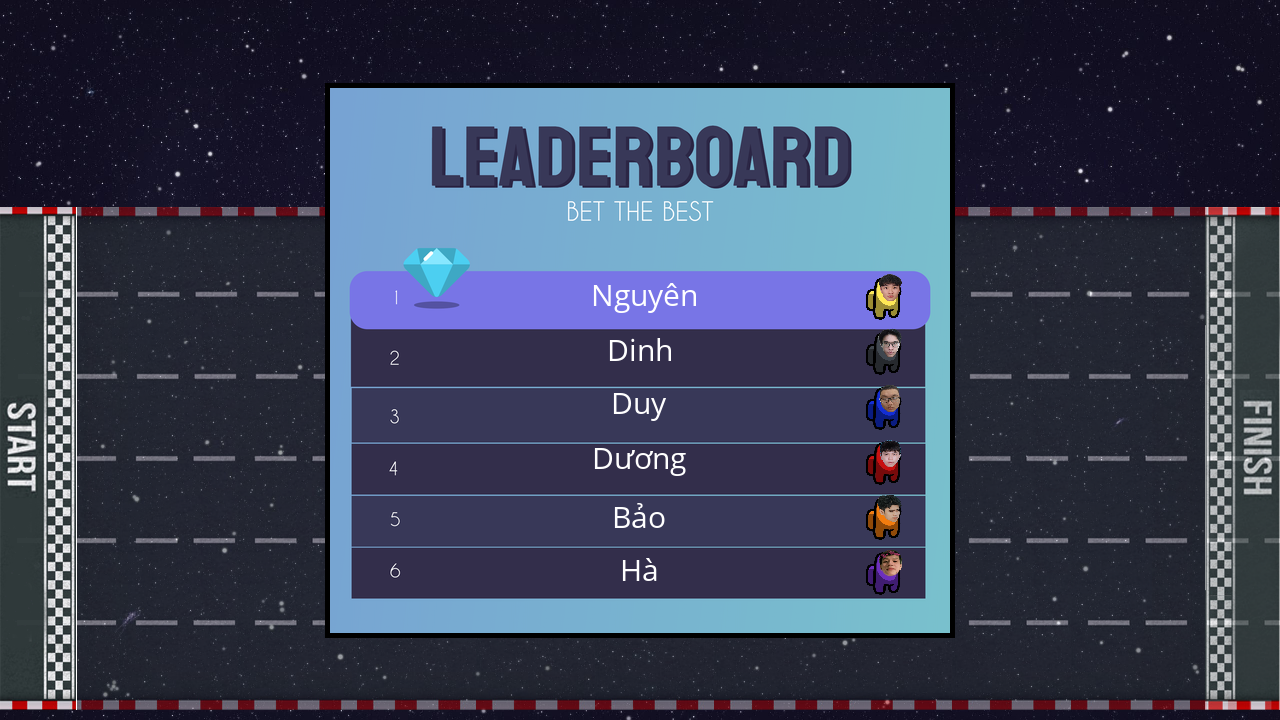 LEADERBOARD
BET THE BEST
1 Nguyên
2 Dinh
3 Duy
4 Dương
5 Bảo
6 Hà
START
FINISH